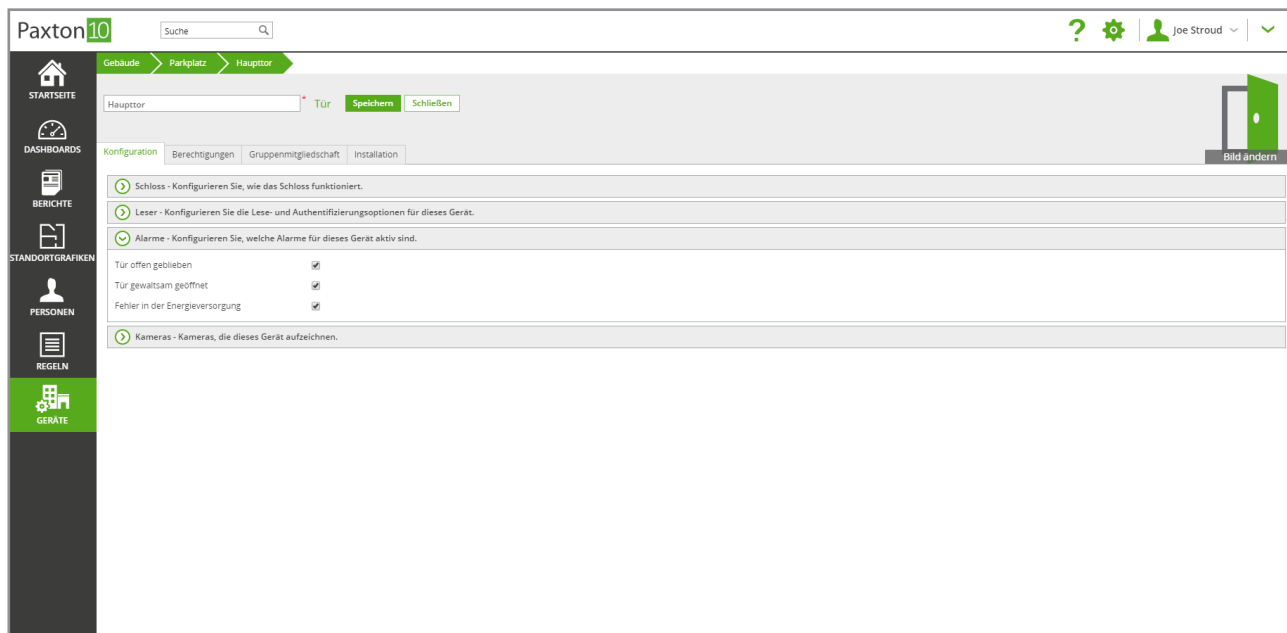 Paxton10
Suche
?
Joe Stroud
STARTSEITE
DASHBOARDS
BERICHTE
STANDORTGRAFIKEN
PERSONEN
REGELN
GERÄTE
Gebäude Parkplatz Haupttor
Haupttor * Tür Speichern Schließen
Bild ändern
Konfiguration Berechtigungen Gruppenmitgliedschaft Installation
Schloss - Konfigurieren Sie, wie das Schloss funktioniert.
Leser - Konfigurieren Sie die Lese- und Authentifizierungsoptionen für dieses Gerät.
Alarme - Konfigurieren Sie, welche Alarme für dieses Gerät aktiv sind.
Tür offen geblieben
Tür gewaltsam geöffnet
Fehler in der Energieversorgung
Kameras - Kameras, die dieses Gerät aufzeichnen.